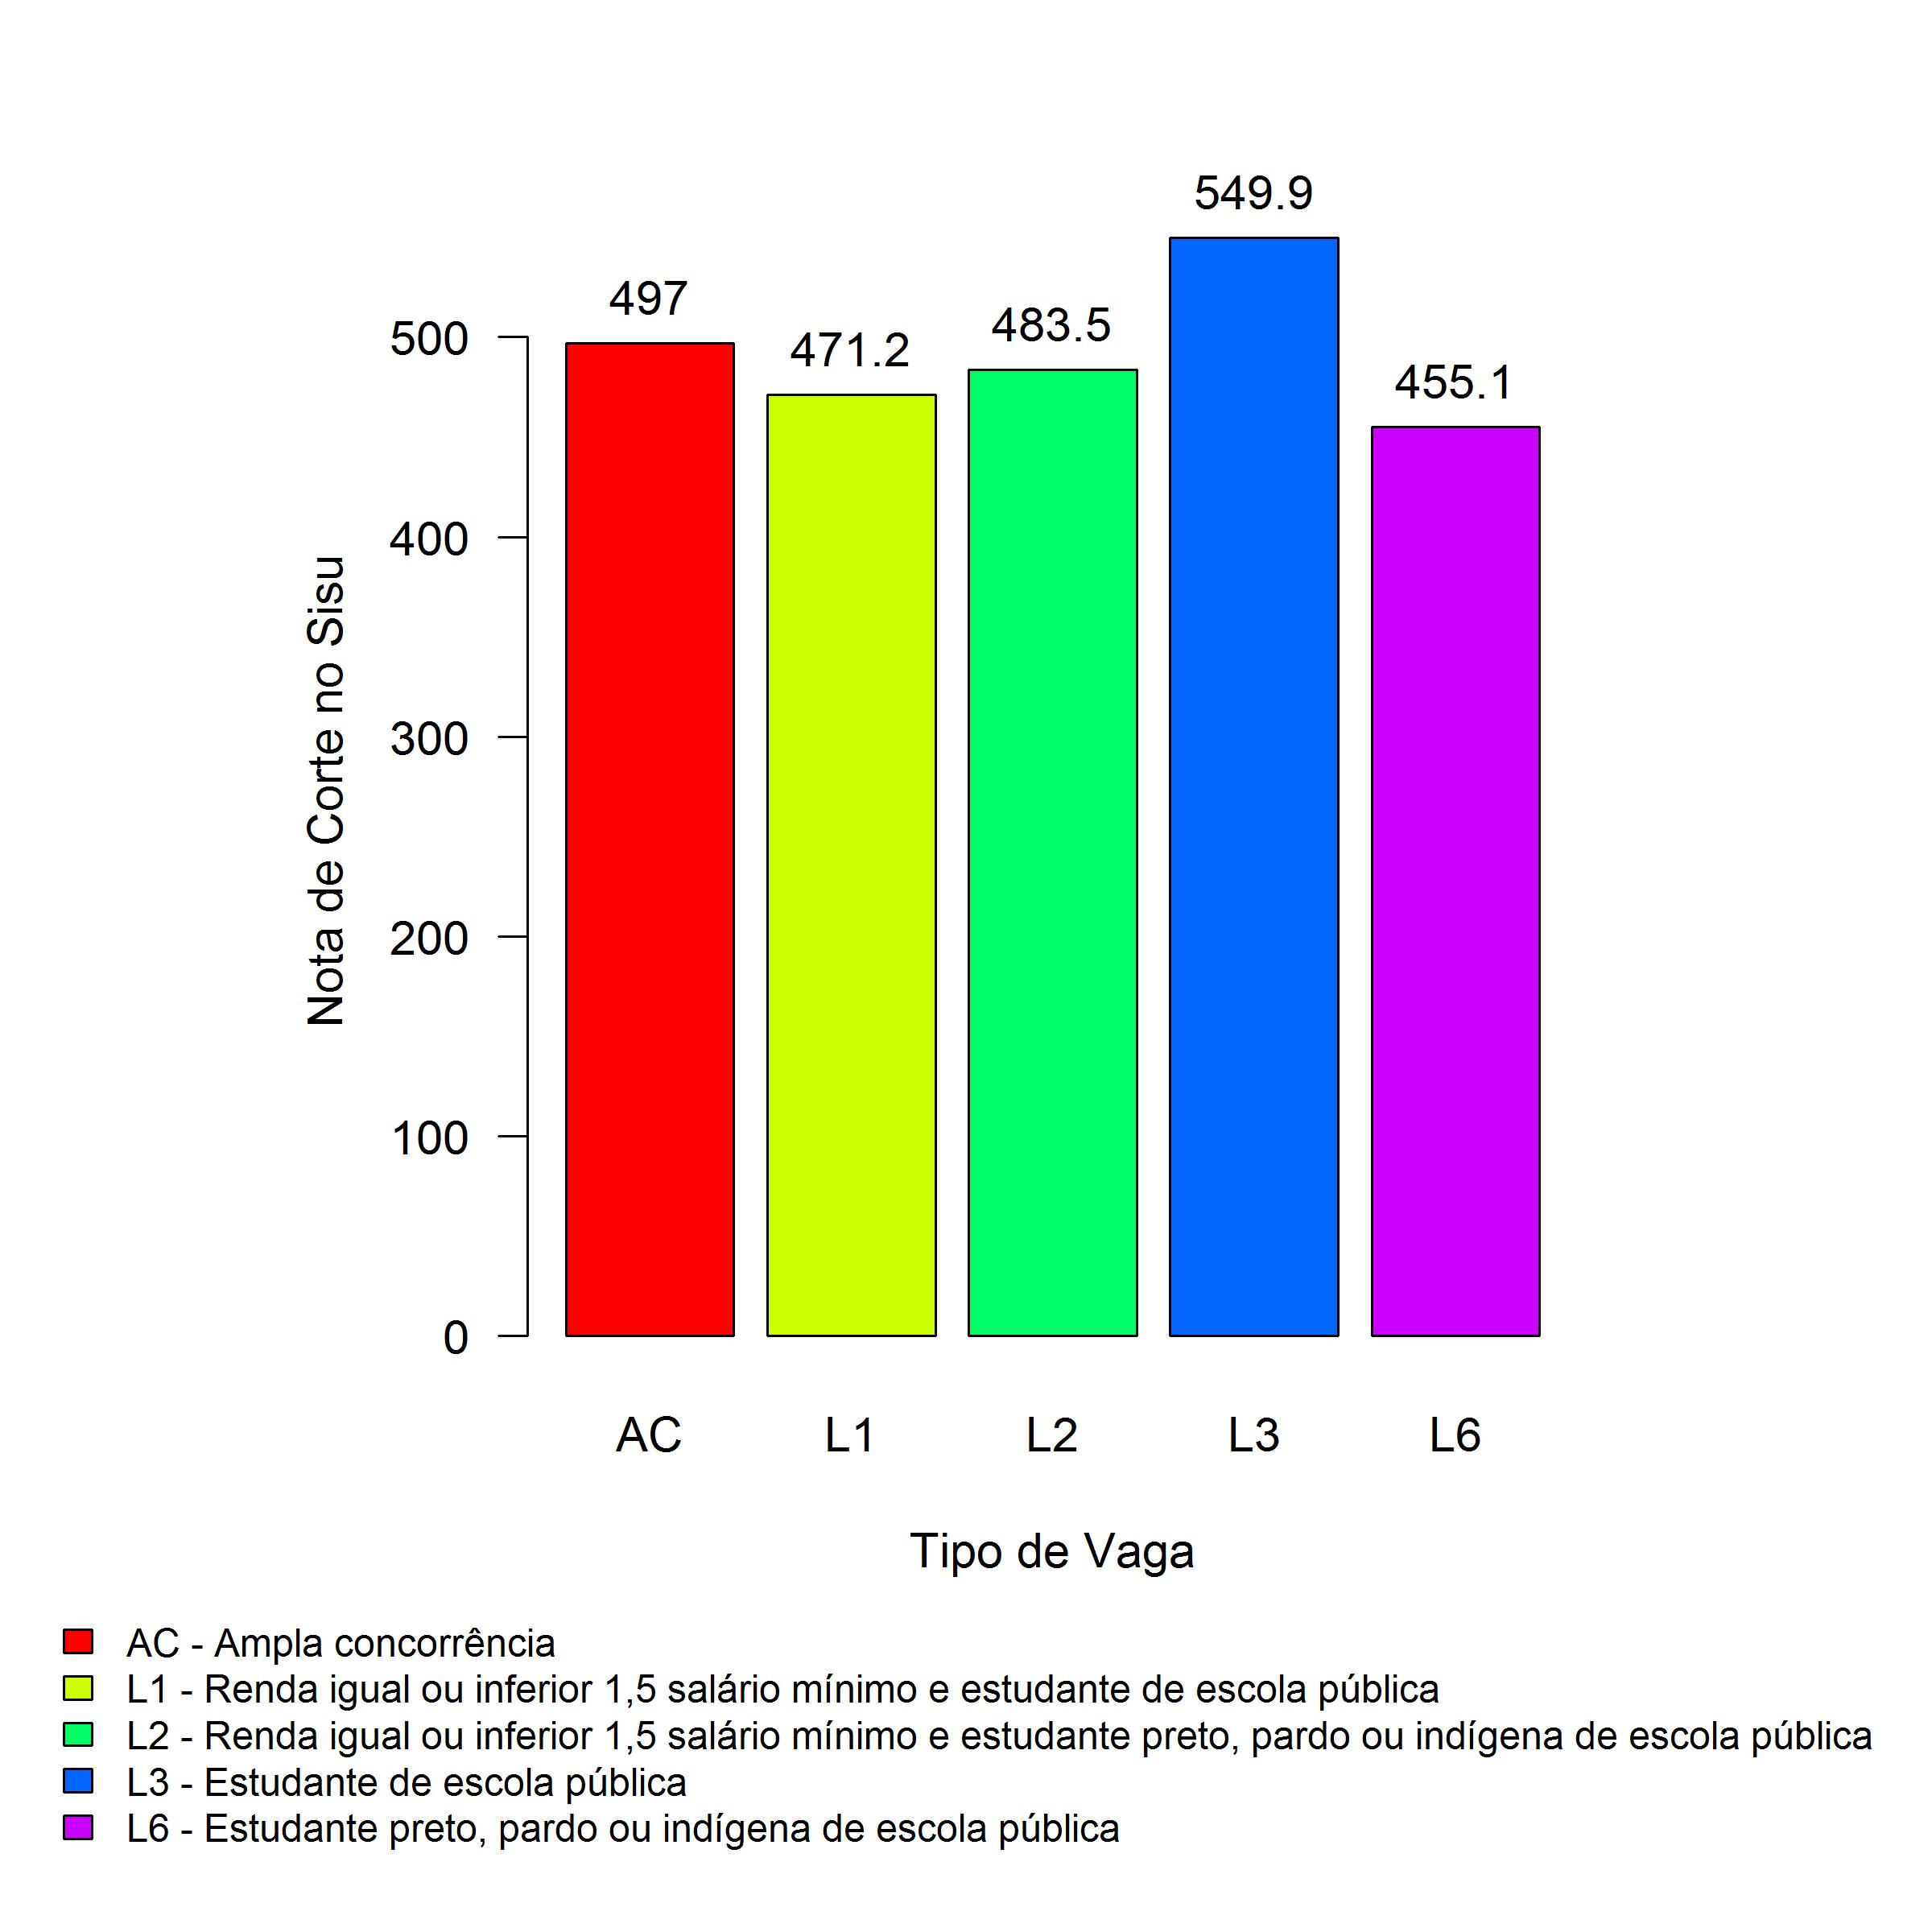 549.9
497
483.5
471.2
455.1
500
400
300
200
100
0
Nota de Corte no Sisu
AC L1 L2 L3 L6
Tipo de Vaga
AC - Ampla concorrência
L1 - Renda igual ou inferior 1,5 salário mínimo e estudante de escola pública
L2 - Renda igual ou inferior 1,5 salário mínimo e estudante preto, pardo ou indígena de escola pública
L3 - Estudante de escola pública
L6 - Estudante preto, pardo ou indígena de escola pública